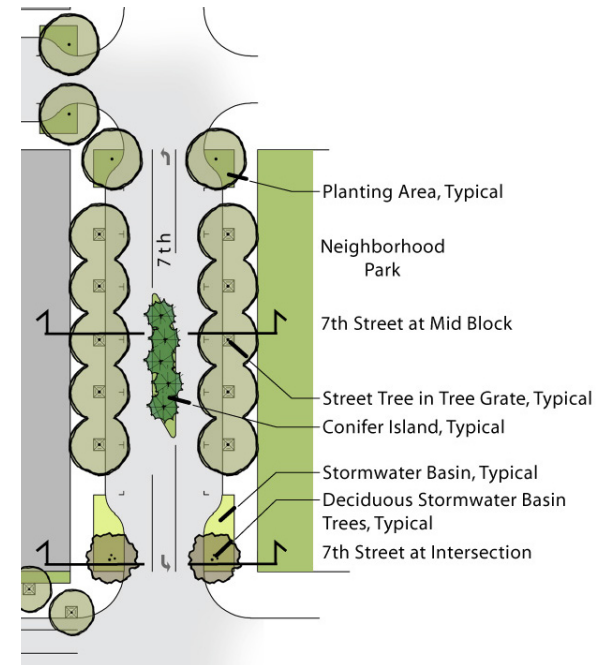 Planting Area, Typical
7th
Neighborhood
Park
7th Street at Mid Block
Street Tree in Tree Grate, Typical
Conifer Island, Typical
Stormwater Basin, Typical
Deciduous Stormwater Basin
Trees, Typical
7th Street at Intersection